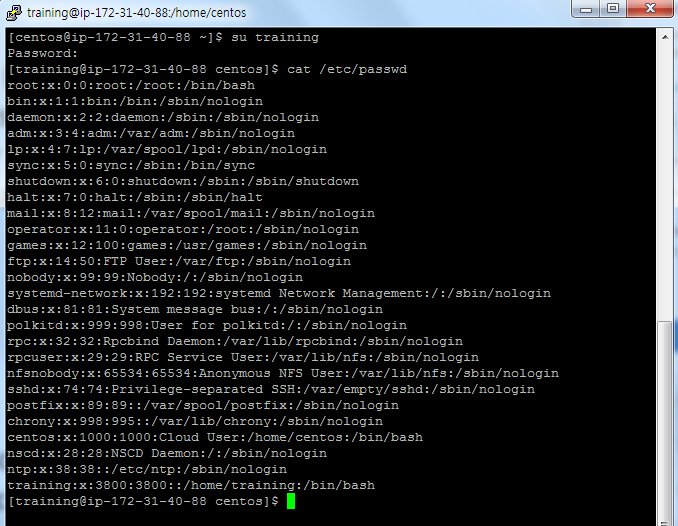 training@ip-172-31-40-88:/home/centos
[centos@ip-172-31-40-88 ~]$ su training
Password:
[training@ip-172-31-40-88 centos]$ cat /etc/passwd
root:x:0:0:root:/root:/bin/bash
bin:x:1:1:bin:/bin:/sbin/nologin
daemon:x:2:2:daemon:/sbin:/sbin/nologin
adm:x:3:4:adm:/var/adm:/sbin/nologin
lp:x:4:7:lp:/var/spool/lpd:/sbin/nologin
sync:x:5:0:sync:/sbin:/bin/sync
shutdown:x:6:0:shutdown:/sbin:/sbin/shutdown
halt:x:7:0:halt:/sbin:/sbin/halt
mail:x:8:12:mail:/var/spool/mail:/sbin/nologin
operator:x:11:0:operator:/root:/sbin/nologin
games:x:12:100:games:/usr/games:/sbin/nologin
ftp:x:14:50:FTP User:/var/ftp:/sbin/nologin
nobody:x:99:99:Nobody:/:/sbin/nologin
systemd-network:x:192:192:systemd Network Management:/:/sbin/nologin
dbus:x:81:81:System message bus:/:/sbin/nologin
polkitd:x:999:998:User for polkitd:/:/sbin/nologin
rpc:x:32:32:Rpcbind Daemon:/var/lib/rpcbind:/sbin/nologin
rpcuser:x:29:29:RPC Service User:/var/lib/nfs:/sbin/nologin
nfsnobody:x:65534:65534:Anonymous NFS User:/var/lib/nfs:/sbin/nologin
sshd:x:74:74:Privilege-separated SSH:/var/empty/sshd:/sbin/nologin
postfix:x:89:89::/var/spool/postfix:/sbin/nologin
chrony:x:998:995::/var/lib/chrony:/sbin/nologin
centos:x:1000:1000:Cloud User:/home/centos:/bin/bash
nscd:x:28:28:NSCD Daemon:/:/sbin/nologin
ntp:x:38:38::/etc/ntp:/sbin/nologin
training:x:3800:3800::/home/training:/bin/bash
[training@ip-172-31-40-88 centos]$